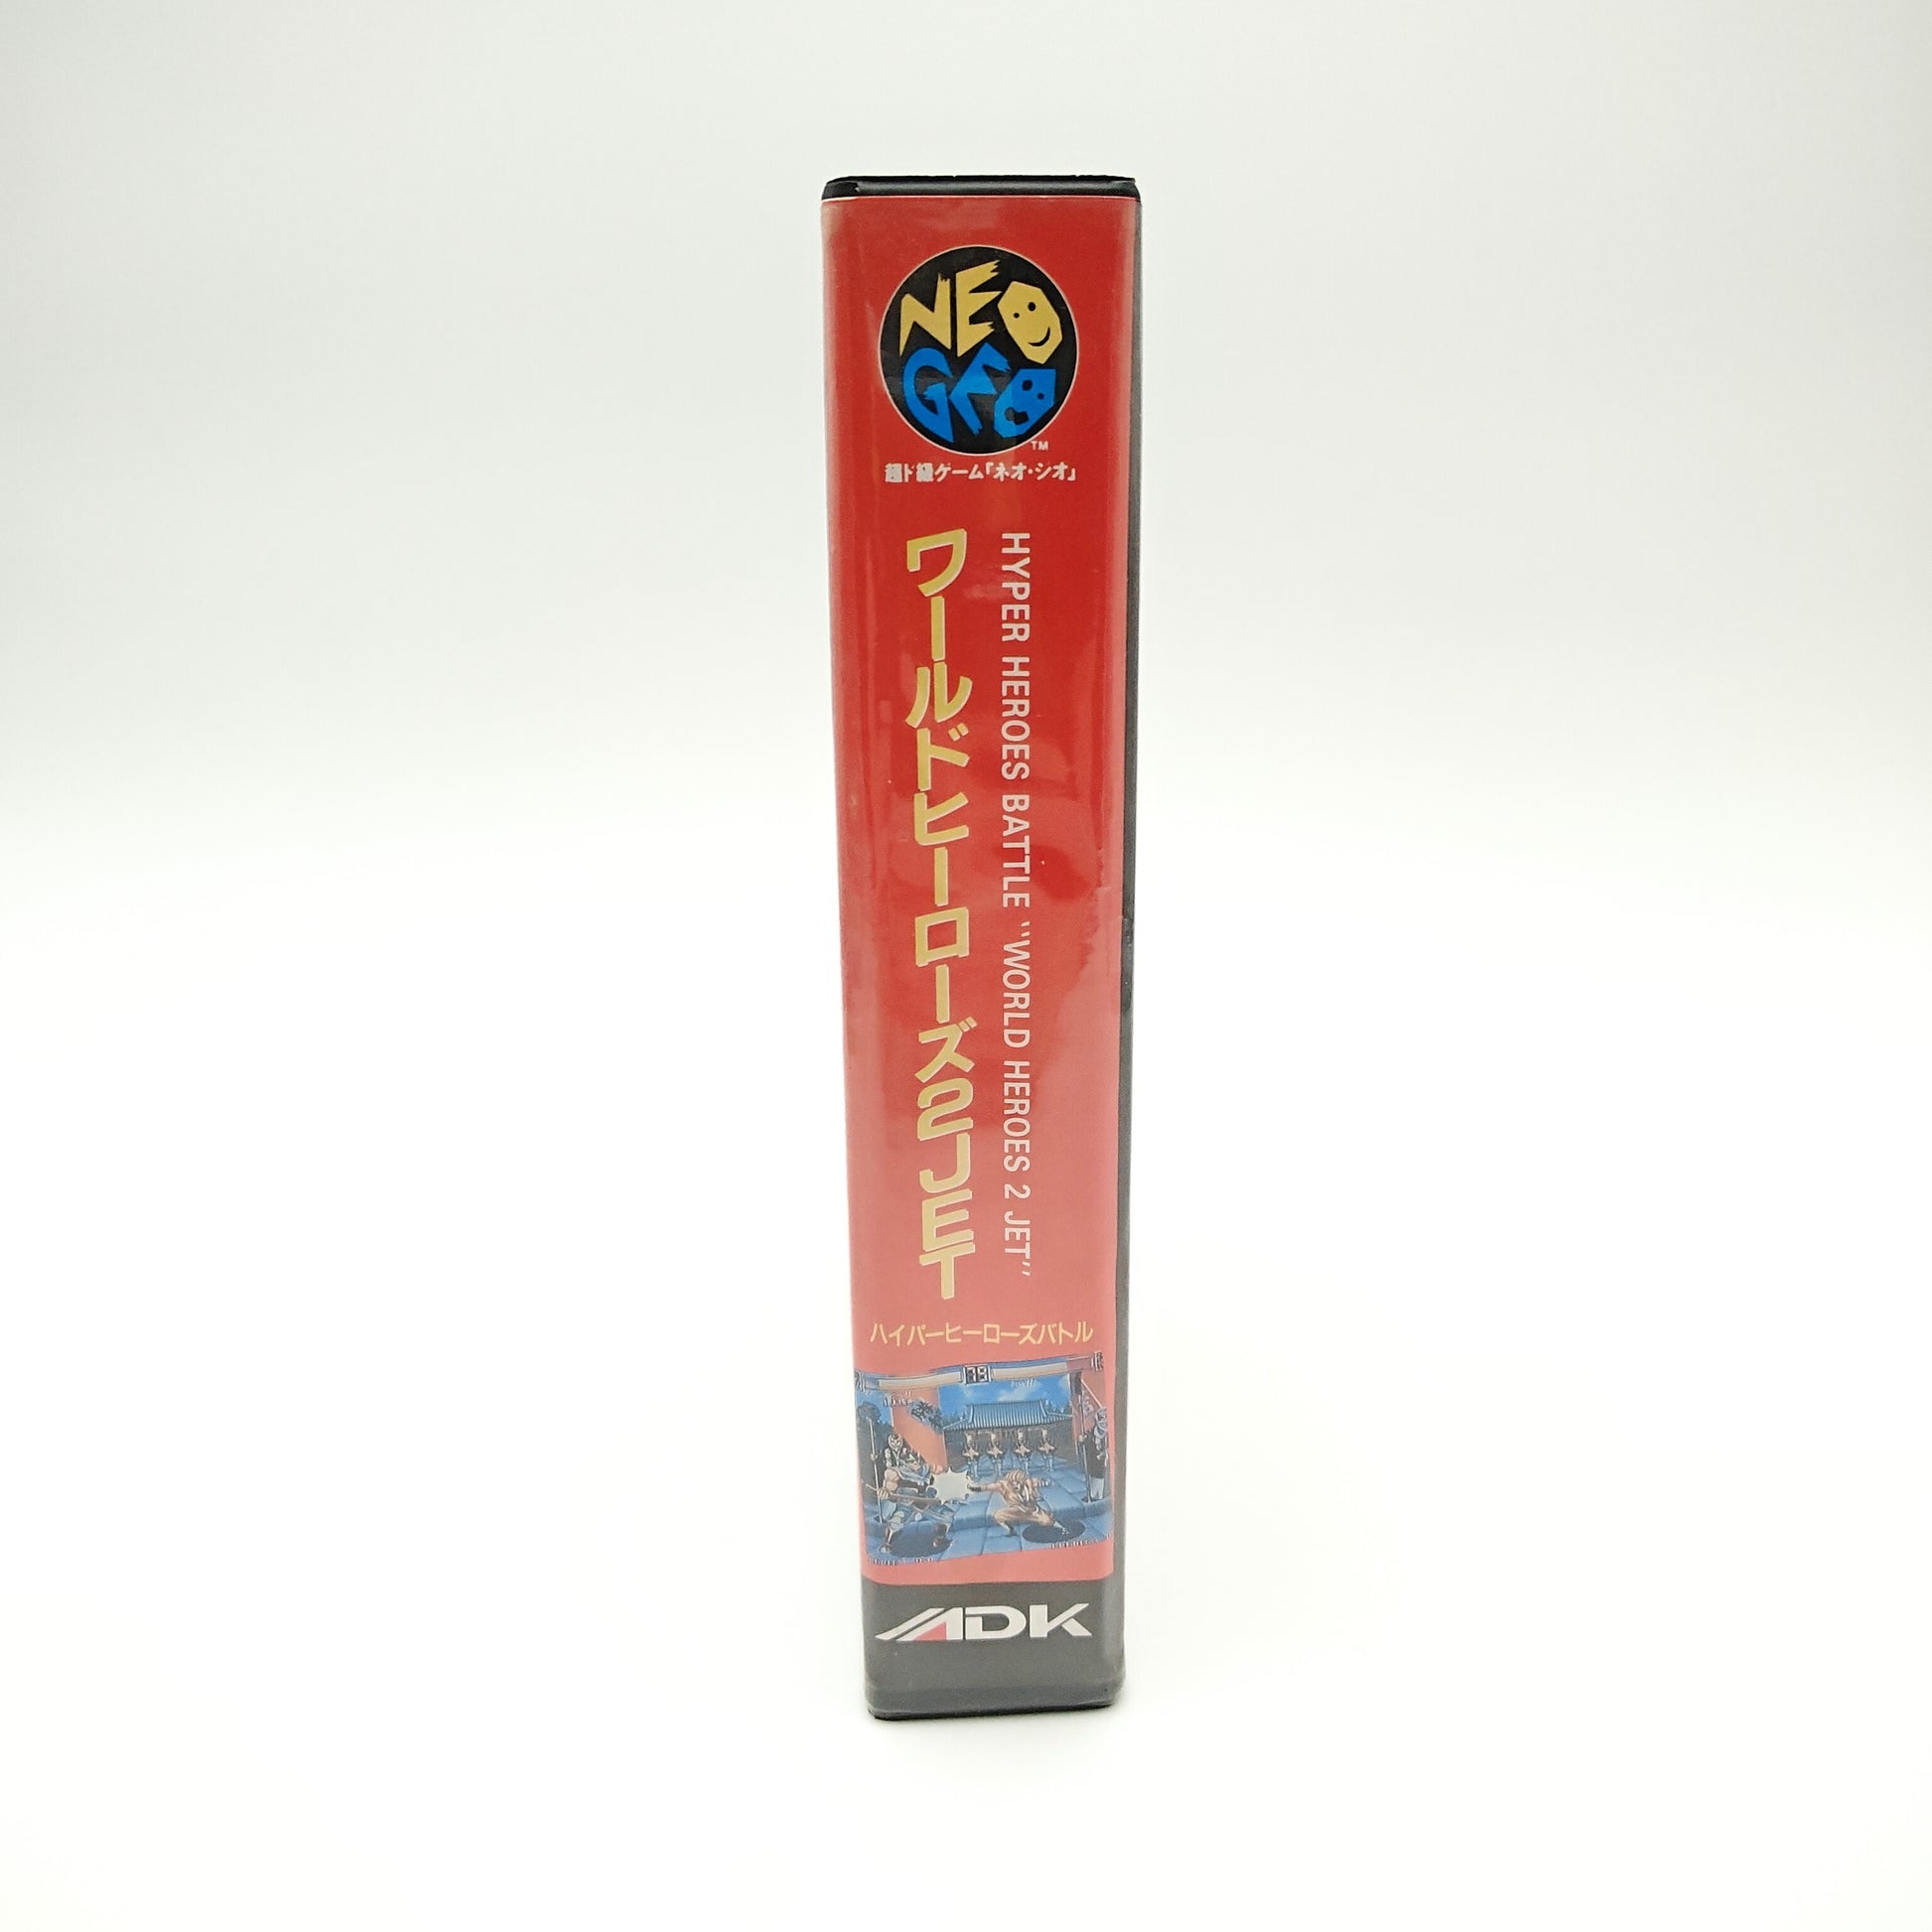 NEO
GEO
TM
超ド級ゲーム「ネオ・ジオ」
ワールドヒーローズ2JET
HYPER HEROES BATTLE “WORLD HEROES 2 JET”
ハイパーヒーローズバトル
79
ADK